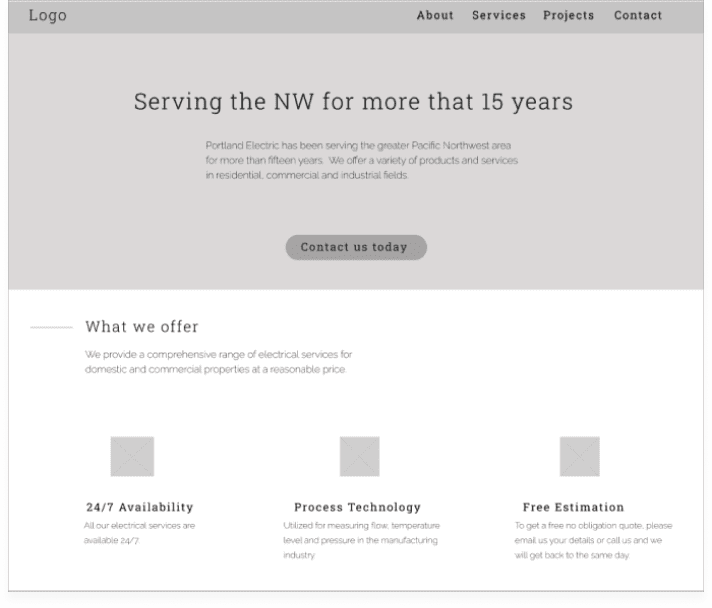 Logo
About Services Projects Contact
Serving the NW for more that 15 years
Portland Electric has been serving the greater Pacific Northwest area
for more than fifteen years. We offer a variety of products and services
in residential, commercial and industrial fields.
Contact us today
What we offer
We provide a comprehensive range of electrical services for
domestic and commercial properties at a reasonable price.
24/7 Availability
All our electrical services are
available 24/7.
Process Technology
Utilized for measuring flow, temperature
level and pressure in the manufacturing
industry
Free Estimation
To get a free no obligation quote, please
email us your details or call us and we
will get back to the same day